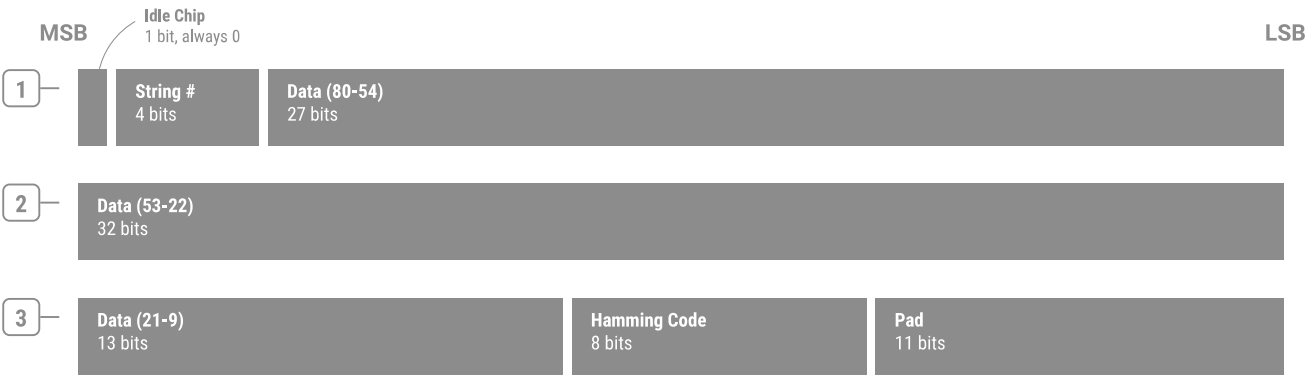 Idle Chip
1 bit, always 0
MSB
LSB
1
String #
4 bits
Data (80-54)
27 bits
2
Data (53-22)
32 bits
3
Data (21-9)
13 bits
Hamming Code
8 bits
Pad
11 bits